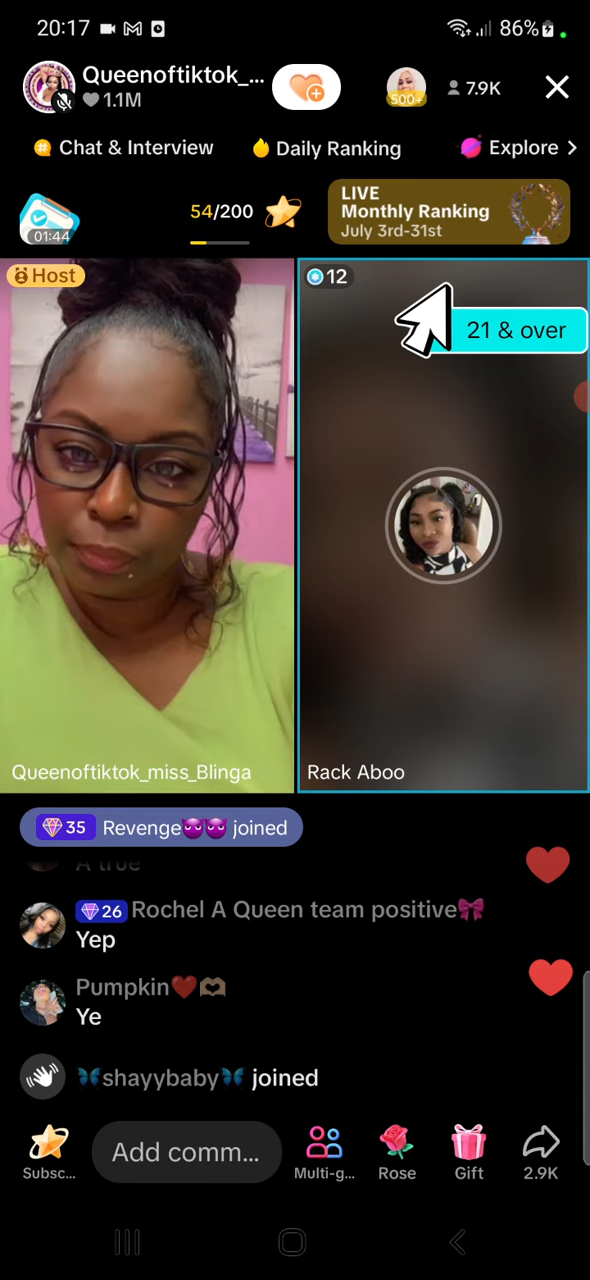 20:17
86%
Queenoftiktok_...
1.1M
500+
7.9K
Chat & Interview
Daily Ranking
Explore
01:44
54/200
LIVE
Monthly Ranking
July 3rd-31st
Host
12
21 & over
Queenoftiktok_miss_Blinga
Rack Aboo
35 Revenge😈😈 joined
A true
26 Rochel A Queen team positive🎀
Yep
Pumpkin❤️🫶🏽
Ye
🦋shayybaby🦋 joined
Subsc...
Add comm...
Multi-g...
Rose
Gift
2.9K